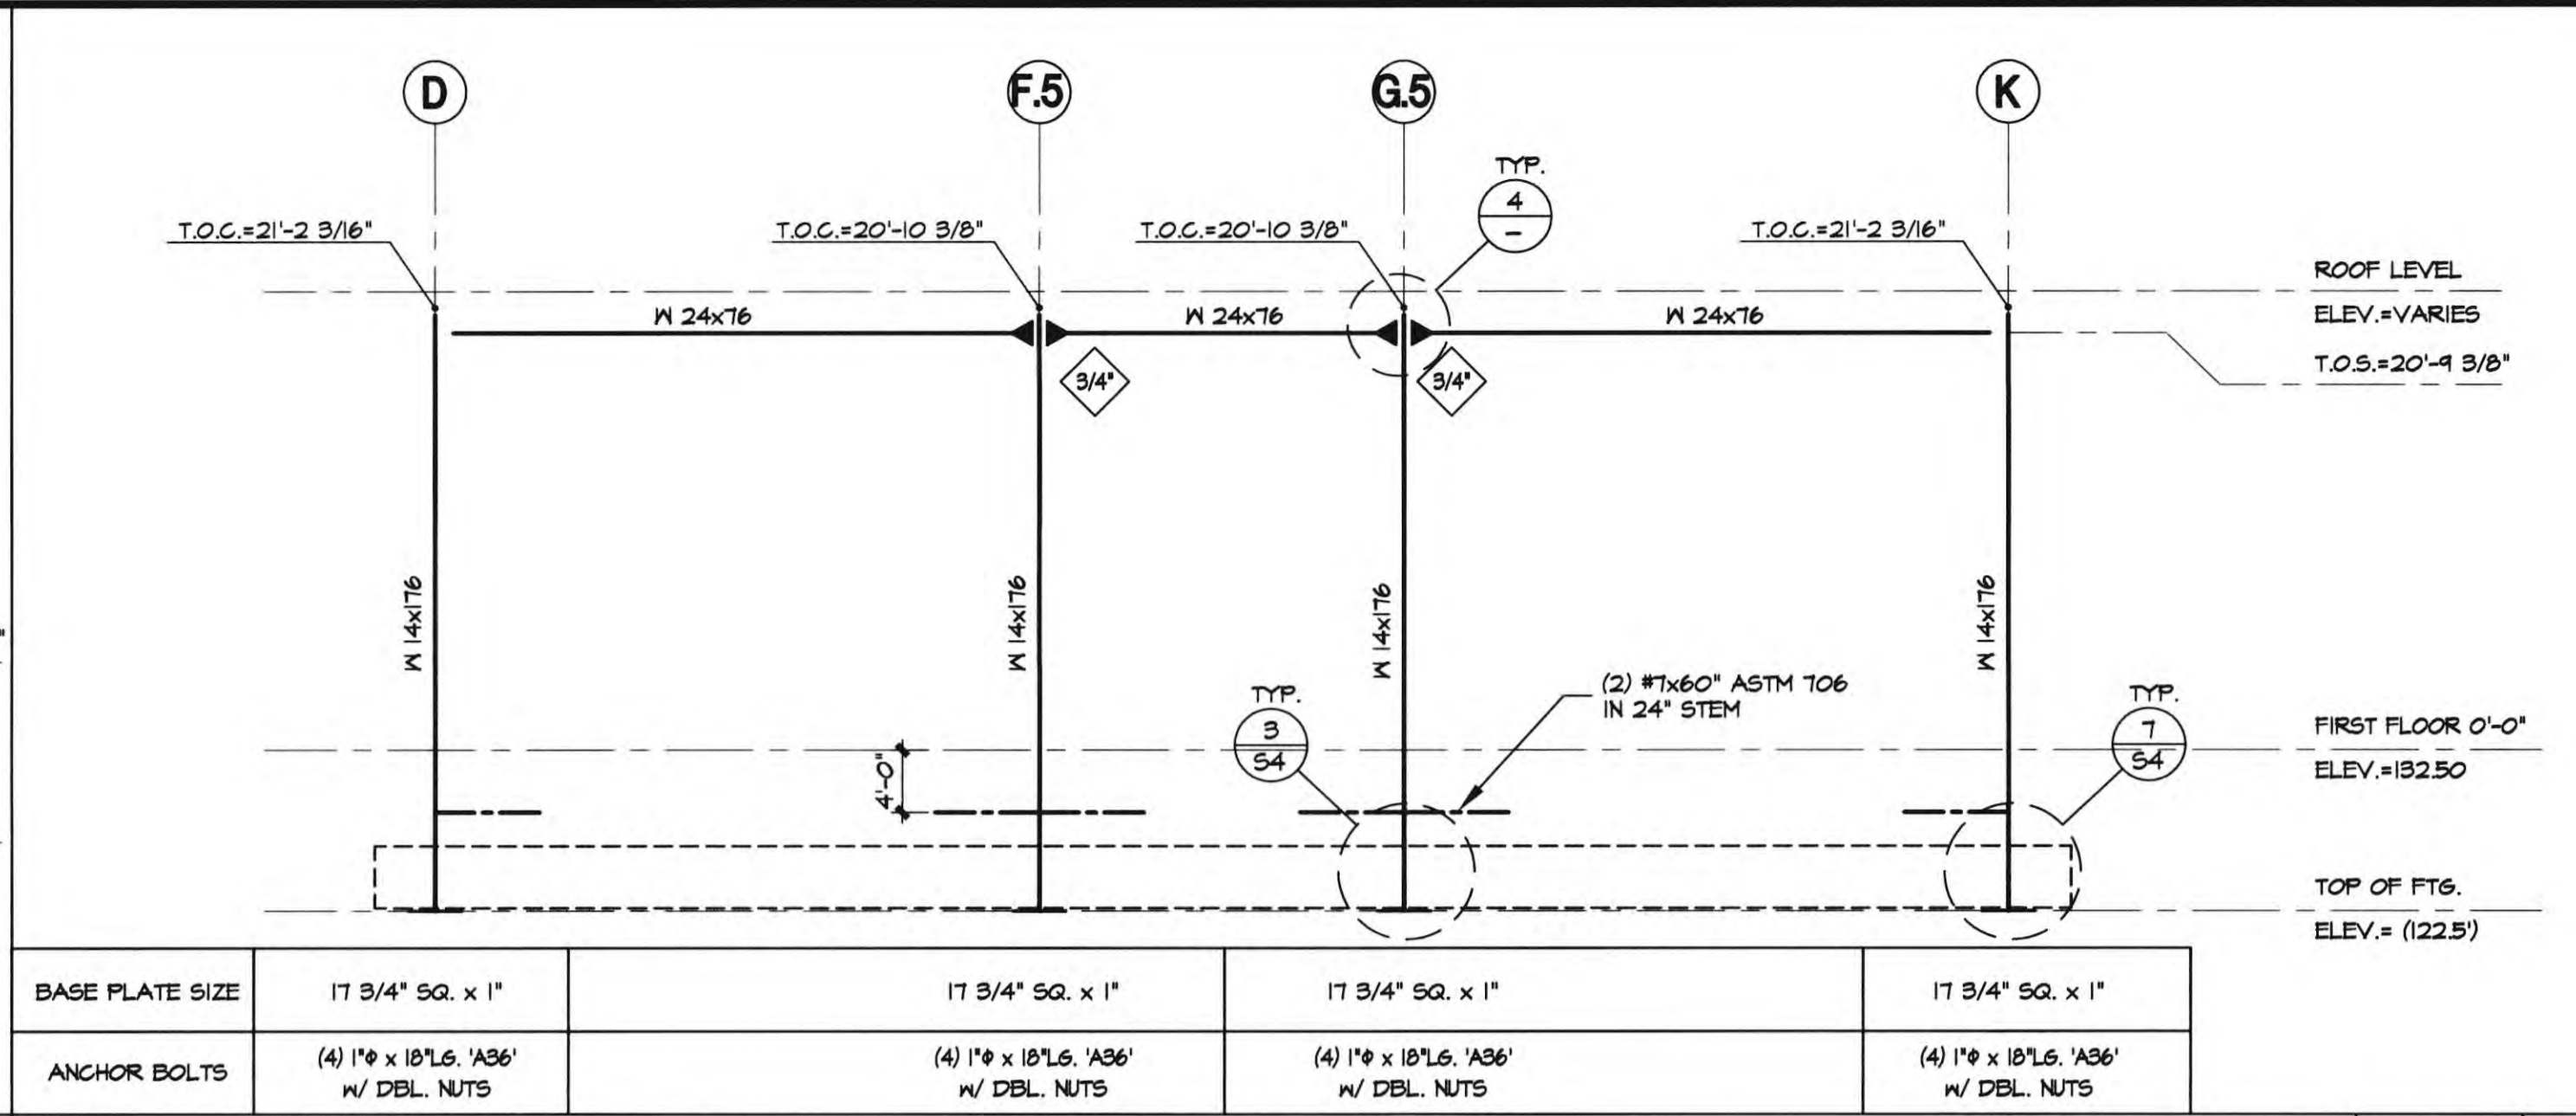 D
F.5
G.5
K
TYP.
4
-
T.O.C.=21'-2 3/16"
T.O.C.=20'-10 3/8"
T.O.C.=20'-10 3/8"
T.O.C.=21'-2 3/16"
ROOF LEVEL
ELEV.=VARIES
T.O.S.=20'-9 3/8"
W 24x76
W 24x76
W 24x76
3/4"
3/4"
W 14x176
W 14x176
W 14x176
W 14x176
(2) #7x60" ASTM 706
IN 24" STEM
TYP.
3
S4
TYP.
7
S4
FIRST FLOOR 0'-0"
ELEV.=132.50
4'-0"
TOP OF FTG.
ELEV.= (122.5')
BASE PLATE SIZE
17 3/4" SQ. x 1"
17 3/4" SQ. x 1"
17 3/4" SQ. x 1"
17 3/4" SQ. x 1"
ANCHOR BOLTS
(4) 1"Φ x 18"LG. 'A36'
W/ DBL. NUTS
(4) 1"Φ x 18"LG. 'A36'
W/ DBL. NUTS
(4) 1"Φ x 18"LG. 'A36'
W/ DBL. NUTS
(4) 1"Φ x 18"LG. 'A36'
W/ DBL. NUTS